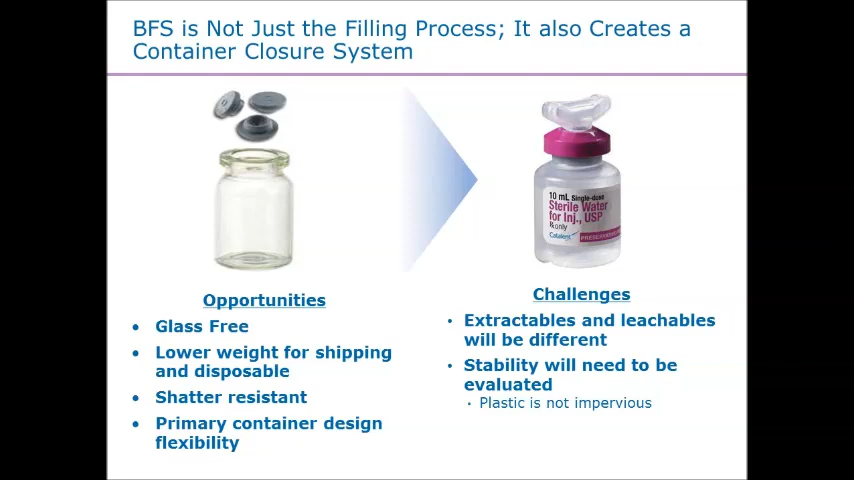 BFS is Not Just the Filling Process; It also Creates a
Container Closure System
10 mL Single-dose
Sterile Water
for Inj., USP
Rx only
Catalent
Opportunities
• Glass Free
• Lower weight for shipping
and disposable
• Shatter resistant
• Primary container design
flexibility
Challenges
• Extractables and leachables
will be different
• Stability will need to be
evaluated
• Plastic is not impervious